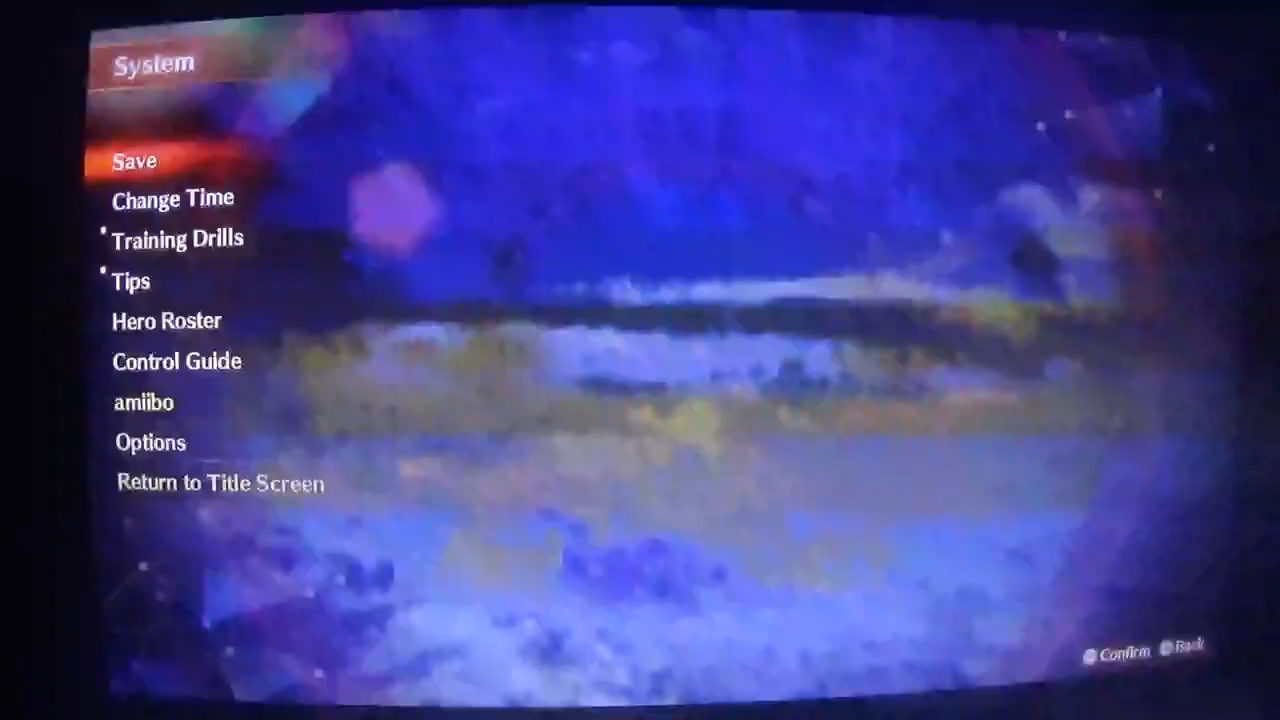 System
Save
Change Time
Training Drills
Tips
Hero Roster
Control Guide
amiibo
Options
Return to Title Screen
Confirm Back